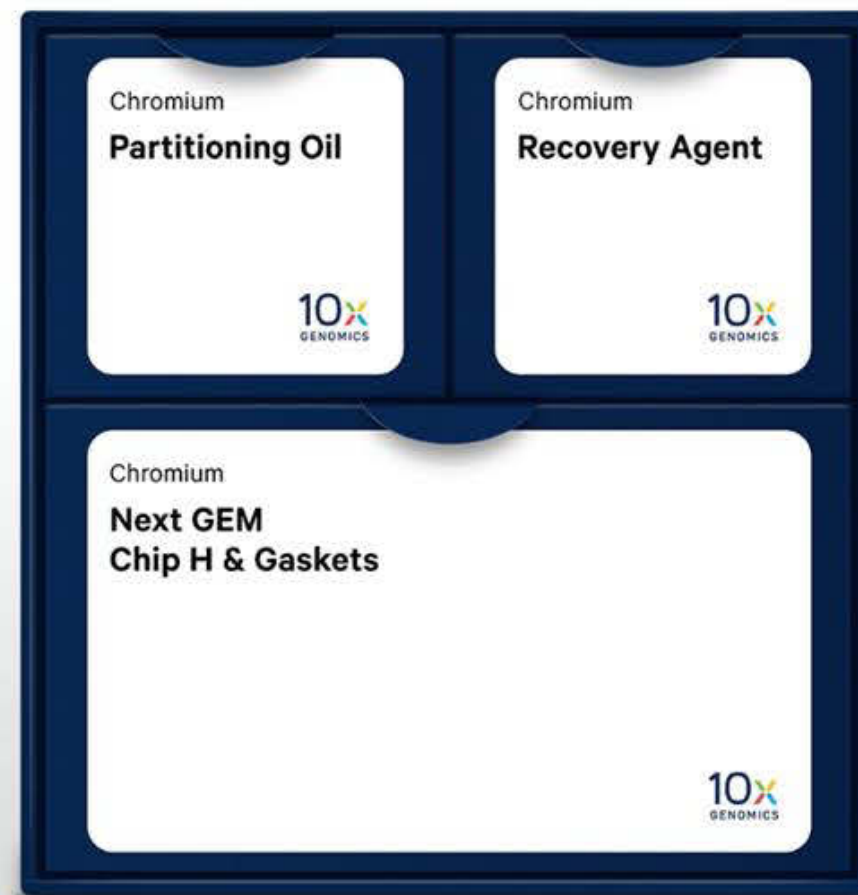 Chromium
Partitioning Oil
10x
GENOMICS
Chromium
Recovery Agent
10x
GENOMICS
Chromium
Next GEM
Chip H & Gaskets
10x
GENOMICS